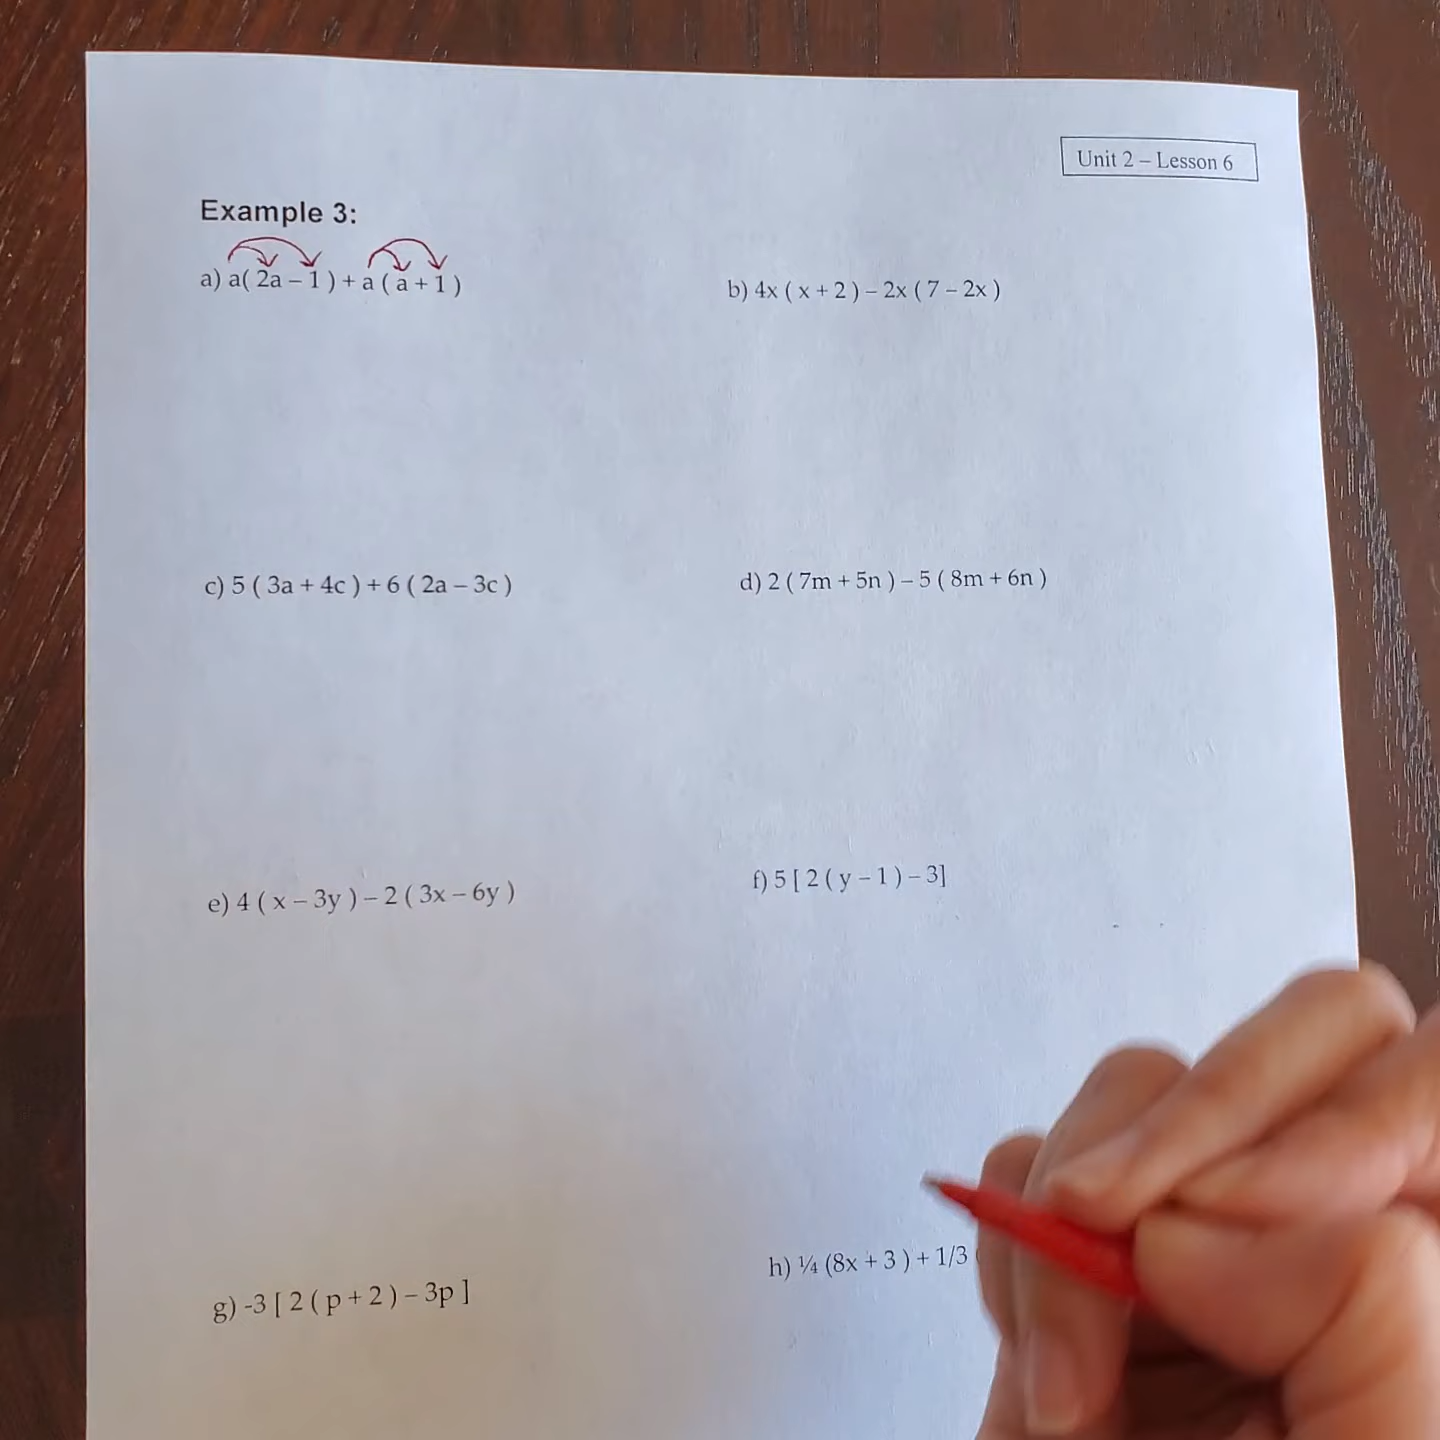 Unit 2 – Lesson 6
Example 3:
a) a( 2a – 1 ) + a ( a + 1 )
b) 4x ( x + 2 ) – 2x ( 7 – 2x )
c) 5 ( 3a + 4c ) + 6 ( 2a – 3c )
d) 2 ( 7m + 5n ) – 5 ( 8m + 6n )
e) 4 ( x – 3y ) – 2 ( 3x – 6y )
f) 5 [ 2 ( y – 1 ) – 3]
g) -3 [ 2 ( p + 2 ) – 3p ]
h) ¼ (8x + 3 ) + 1/3